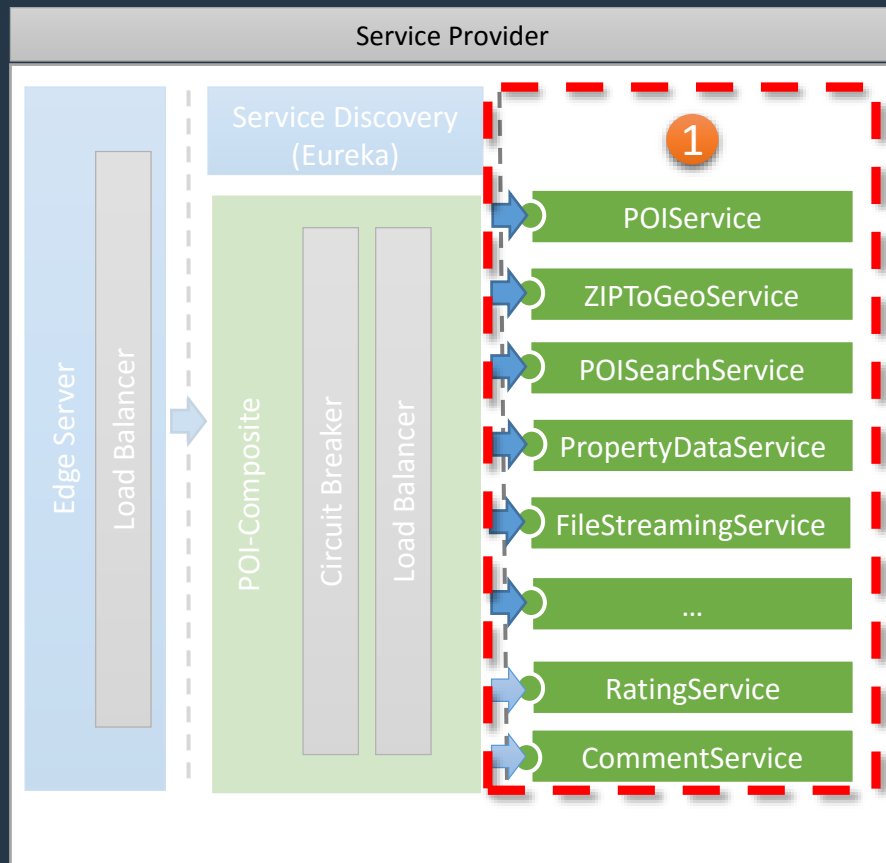 Service Provider
Service Discovery
(Eureka)
1
Edge Server
Load Balancer
POI-Composite
Circuit Breaker
Load Balancer
POIService
ZIPToGeoService
POISearchService
PropertyDataService
FileStreamingService
...
RatingService
CommentService